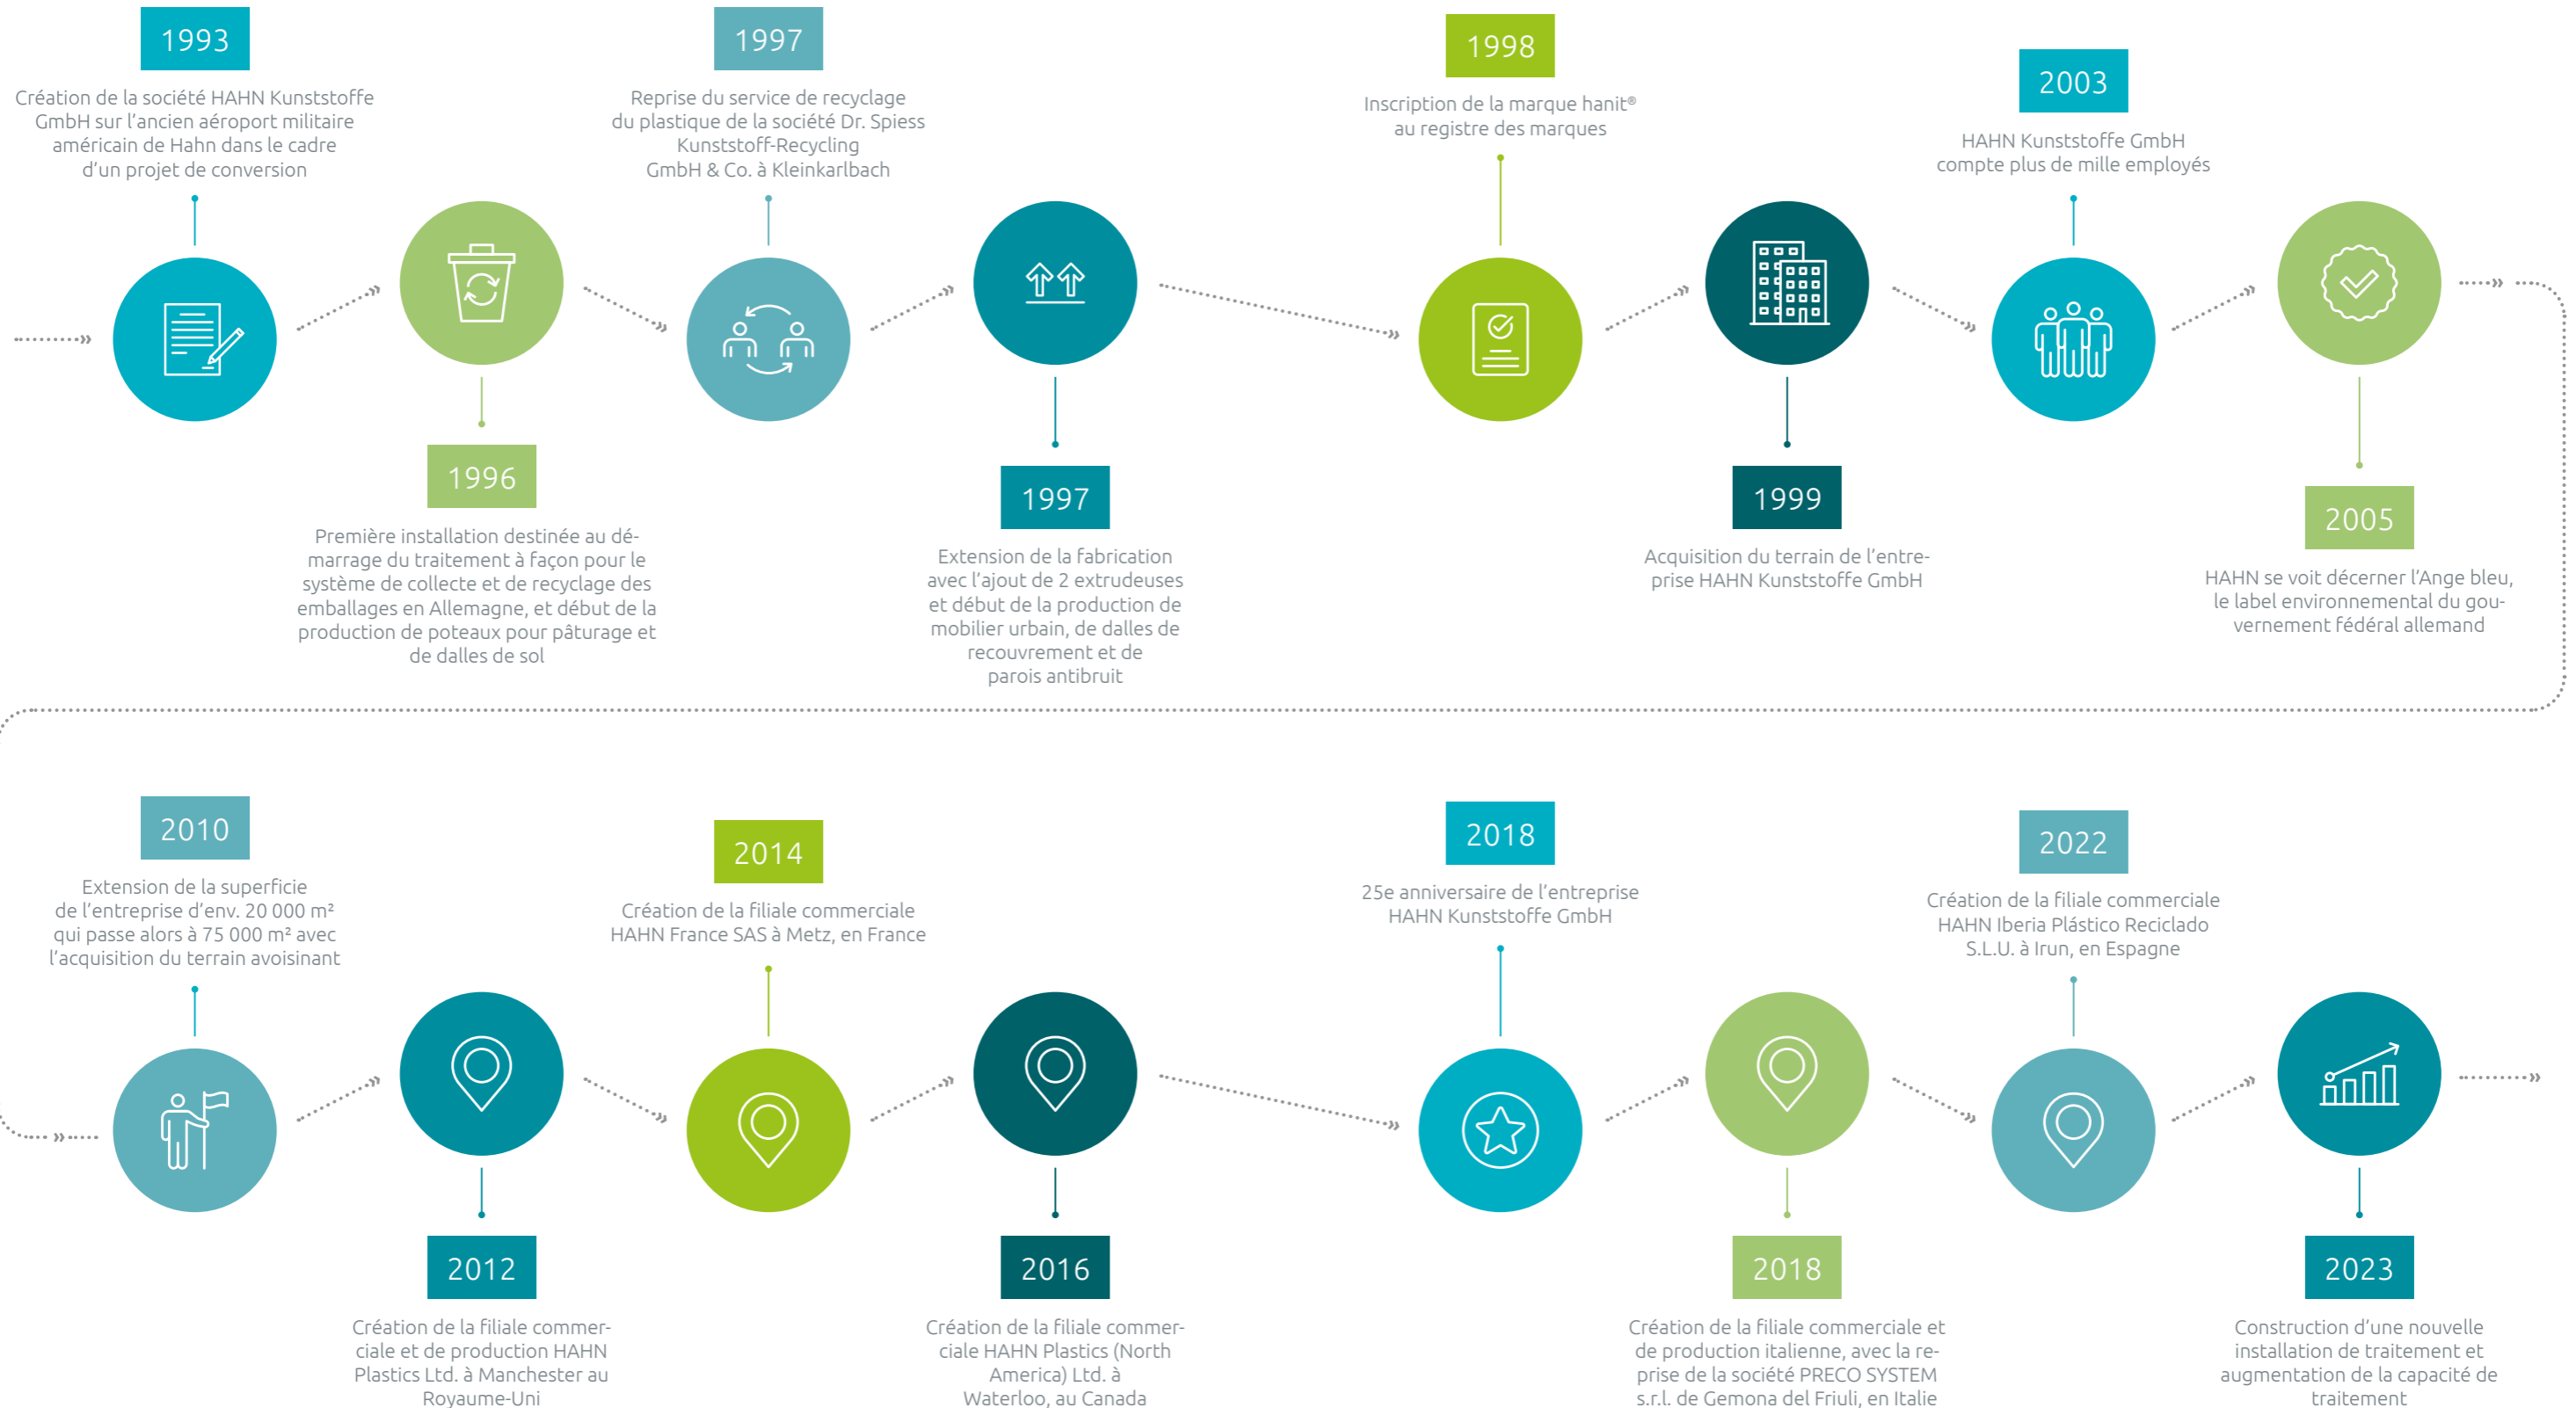 1993
Création de la société HAHN Kunststoffe
GmbH sur l'ancien aéroport militaire
américain de Hahn dans le cadre
d'un projet de conversion
1996
Première installation destinée au dé-
marrage du traitement à façon pour le
système de collecte et de recyclage des
emballages en Allemagne, et début de la
production de poteaux pour pâturage et
de dalles de sol
1997
Reprise du service de recyclage
du plastique de la société Dr. Spiess
Kunststoff-Recycling
GmbH & Co. à Kleinkarlbach
1997
Extension de la fabrication
avec l'ajout de 2 extrudeuses
et début de la production de
mobilier urbain, de dalles de
recouvrement et de
parois antibruit
1998
Inscription de la marque hanit®
au registre des marques
1999
Acquisition du terrain de l'entre-
prise HAHN Kunststoffe GmbH
2003
HAHN Kunststoffe GmbH
compte plus de mille employés
2005
HAHN se voit décerner l'Ange bleu,
le label environnemental du gou-
vernement fédéral allemand
2010
Extension de la superficie
de l'entreprise d'env. 20 000 m²
qui passe alors à 75 000 m² avec
l'acquisition du terrain avoisinant
2012
Création de la filiale commer-
ciale et de production HAHN
Plastics Ltd. à Manchester au
Royaume-Uni
2014
Création de la filiale commerciale
HAHN France SAS à Metz, en France
2016
Création de la filiale commer-
ciale HAHN Plastics (North
America) Ltd. à
Waterloo, au Canada
2018
25e anniversaire de l'entreprise
HAHN Kunststoffe GmbH
2018
Création de la filiale commerciale et
de production italienne, avec la re-
prise de la société PRECO SYSTEM
s.r.l. de Gemona del Friuli, en Italie
2022
Création de la filiale commerciale
HAHN Iberia Plástico Reciclado
S.L.U. à Irun, en Espagne
2023
Construction d'une nouvelle
installation de traitement et
augmentation de la capacité de
traitement